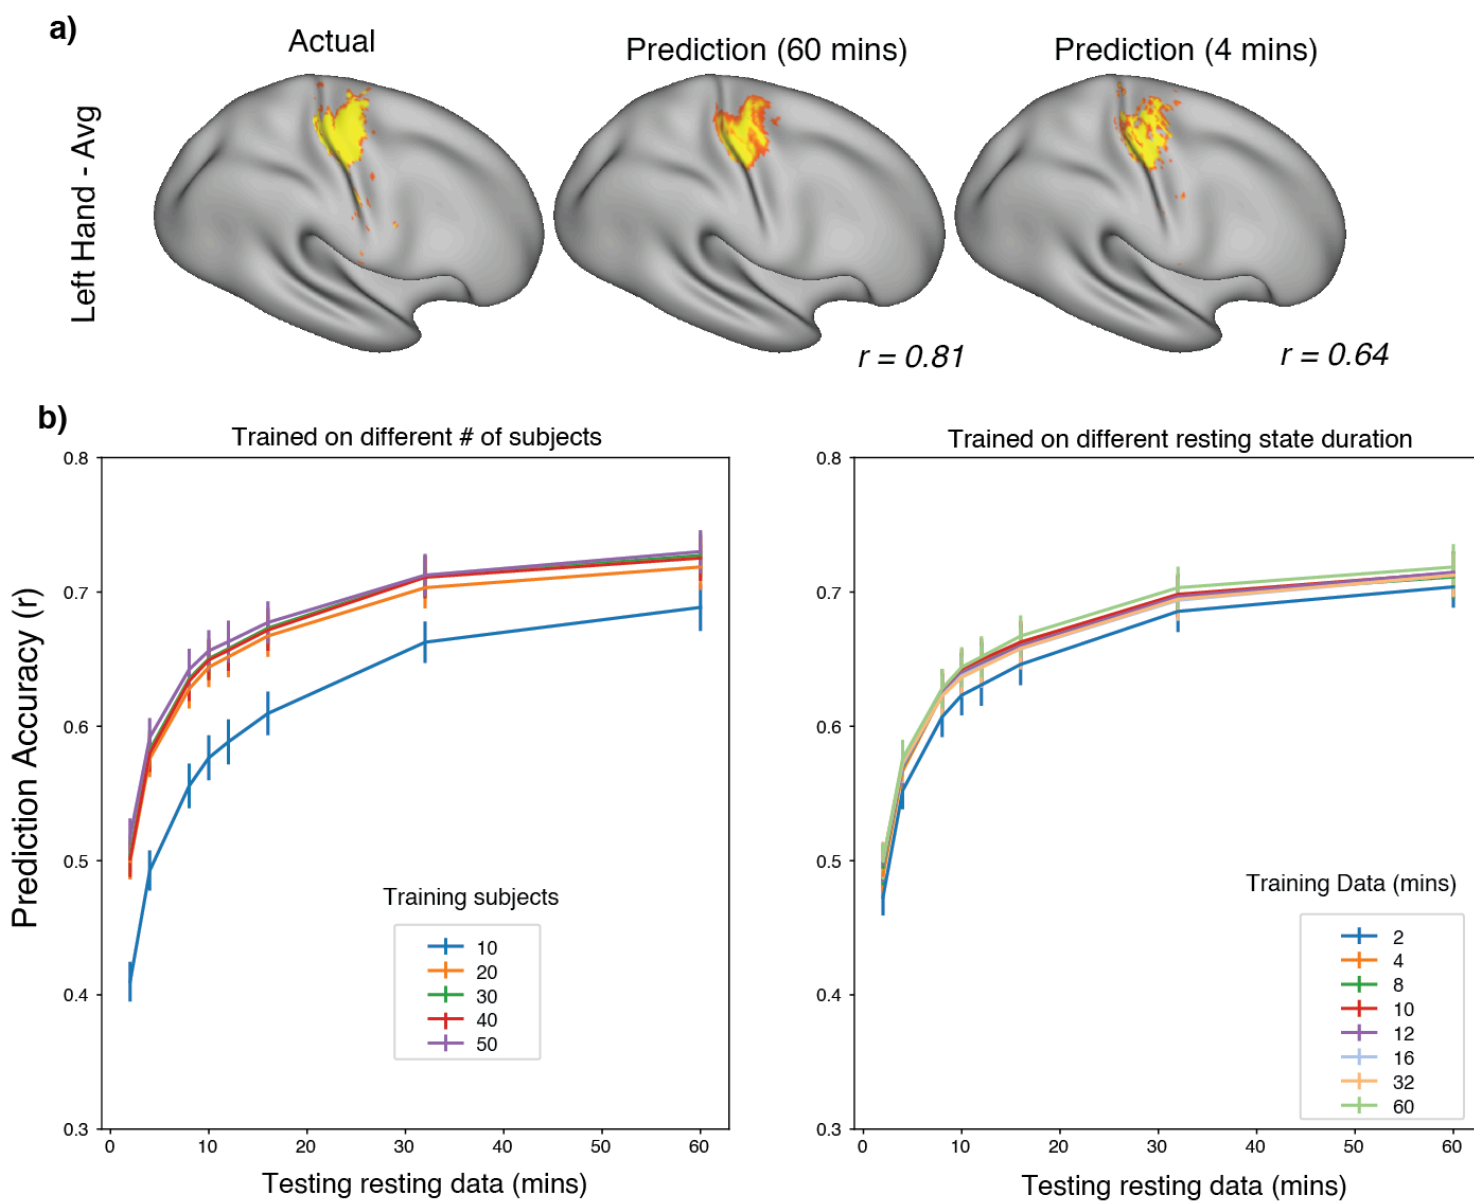 a)
Actual
Prediction (60 mins)
Prediction (4 mins)
Left Hand - Avg
r = 0.81
r = 0.64
b)
Trained on different # of subjects
Trained on different resting state duration
Prediction Accuracy (r)
0.8
0.7
0.6
0.5
0.4
0.3
Training subjects
10
20
30
40
50
0
10
20
30
40
50
60
Testing resting data (mins)
0.8
0.7
0.6
0.5
0.4
0.3
Training Data (mins)
2
4
8
10
12
16
32
60
0
10
20
30
40
50
60
Testing resting data (mins)